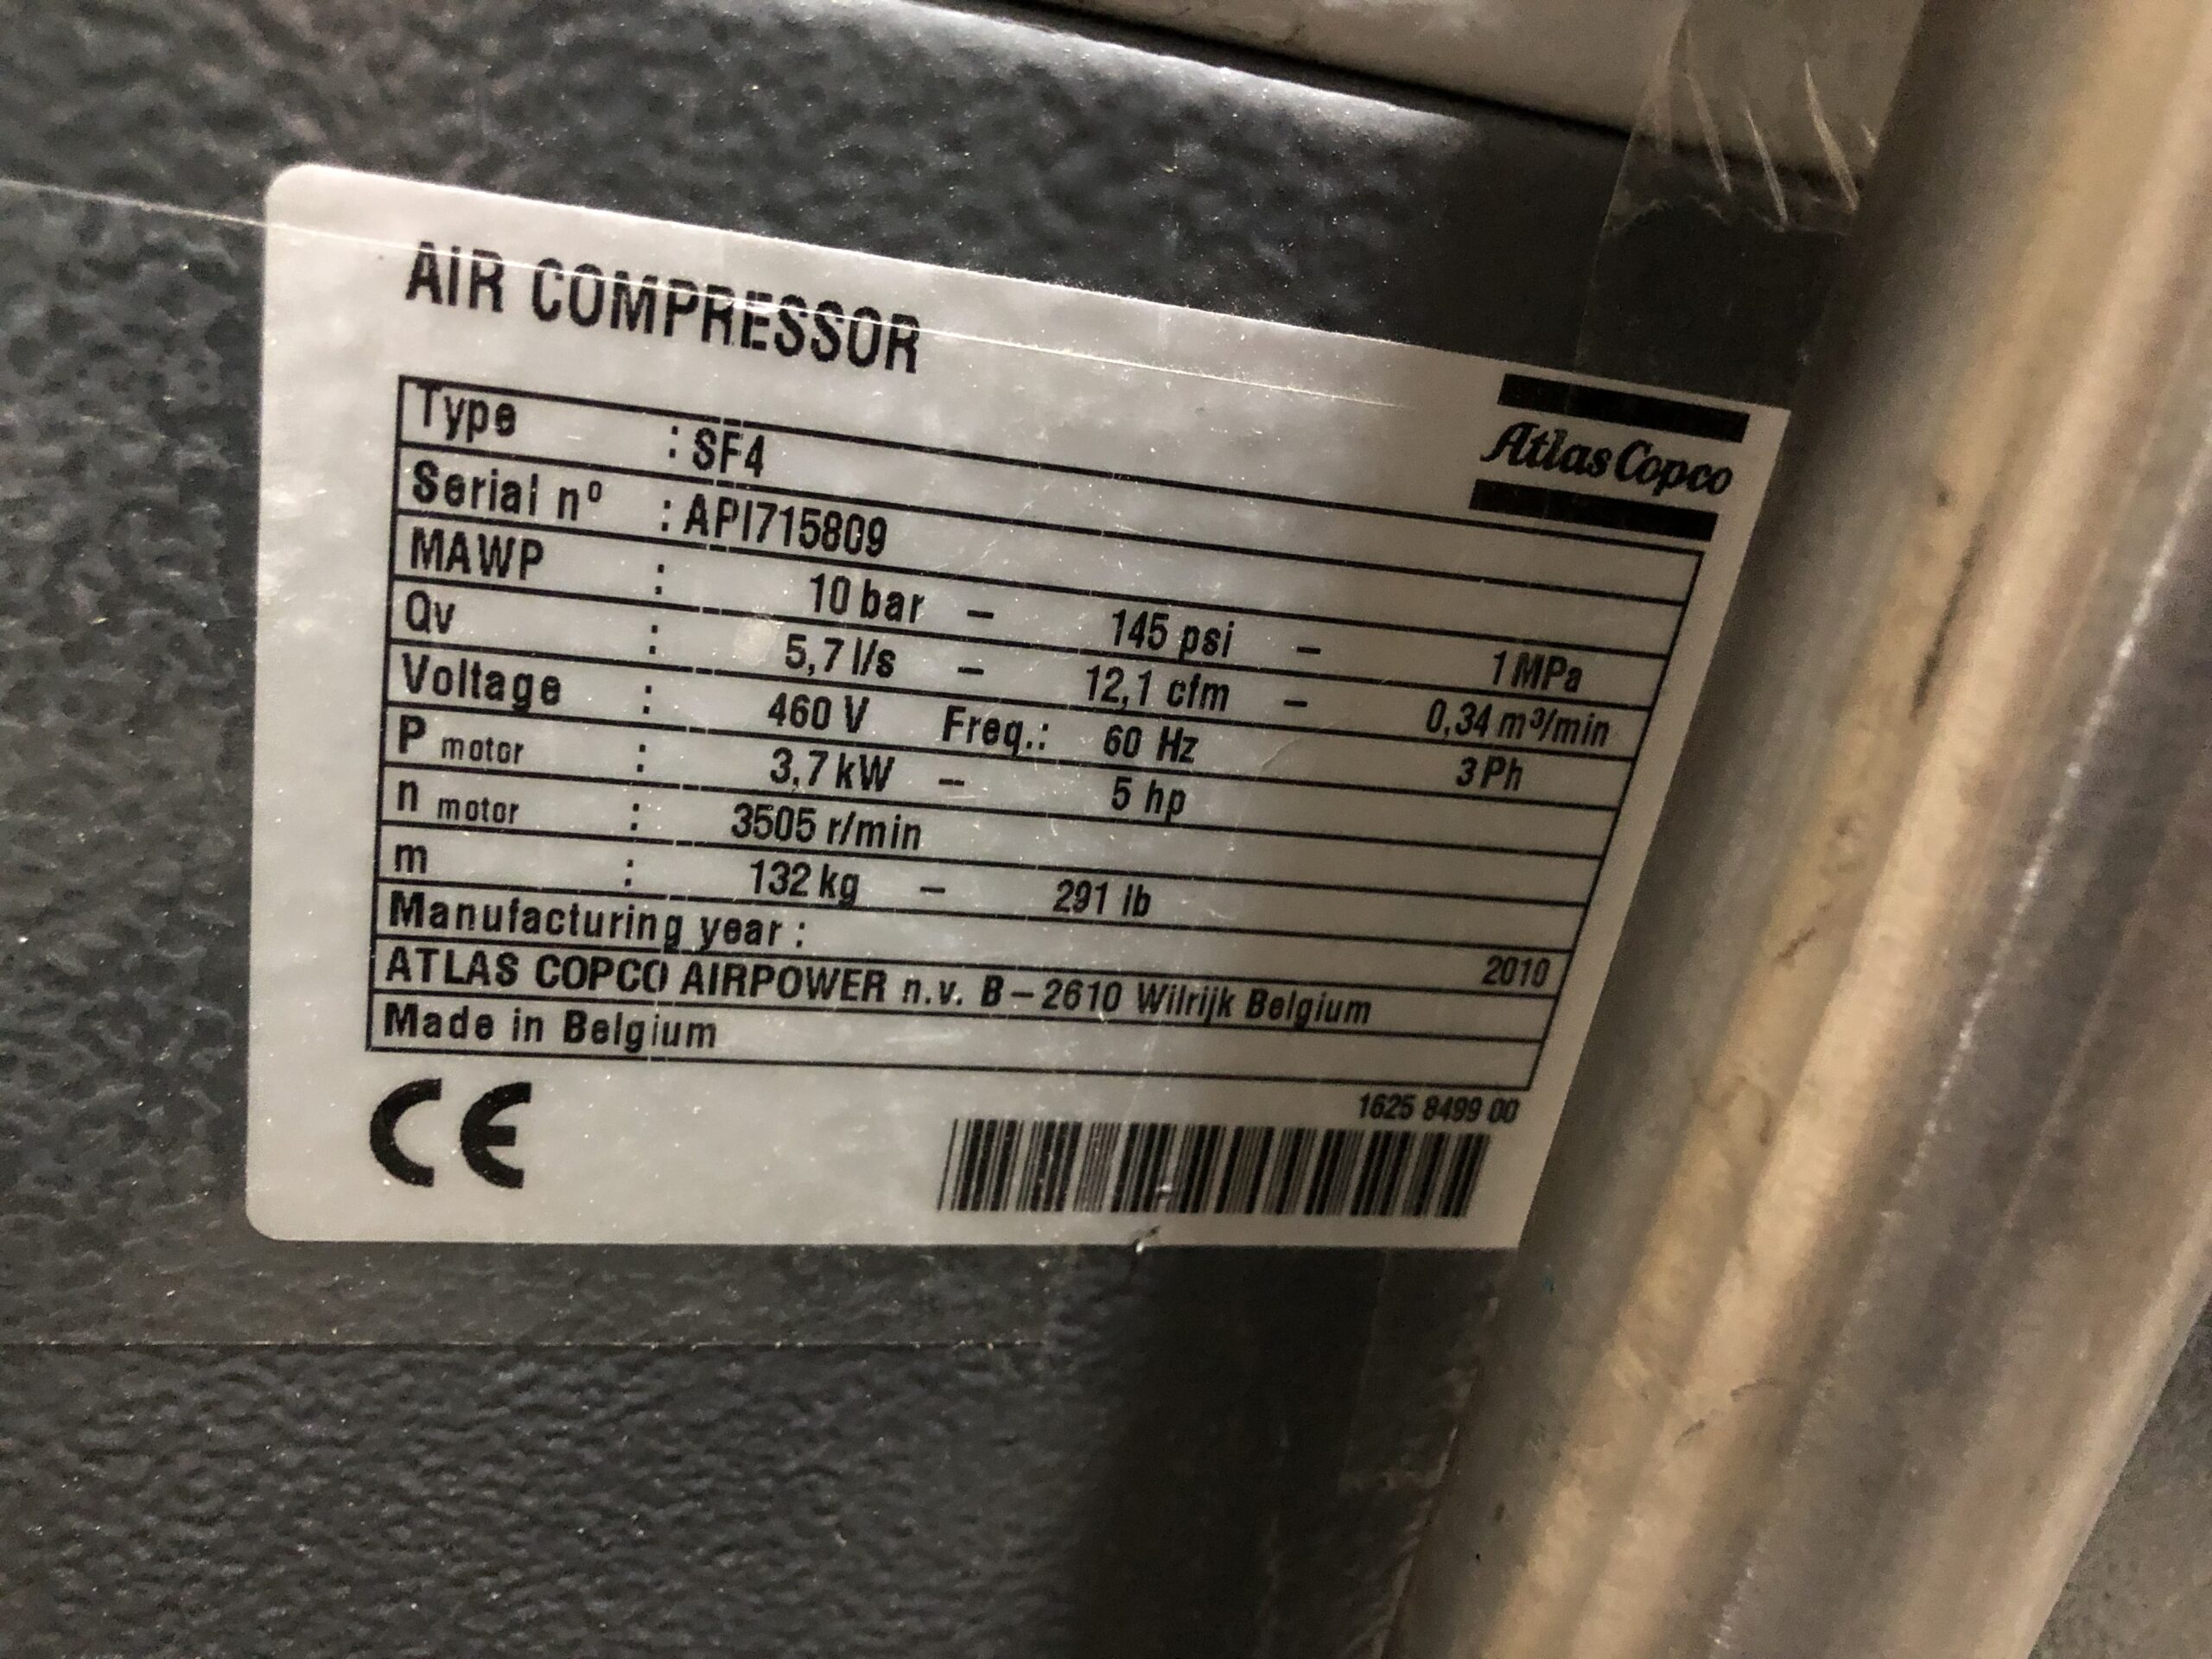 AIR COMPRESSOR
Atlas Copco
Type : SF4
Serial nº : API715809
MAWP : 10 bar – 145 psi – 1 MPa
Qv : 5,7 l/s – 12,1 cfm – 0,34 m³/min
Voltage : 460 V Freq.: 60 Hz 3 Ph
P motor : 3,7 kW – 5 hp
n motor : 3505 r/min
m : 132 kg – 291 lb
Manufacturing year : 2010
ATLAS COPCO AIRPOWER n.v. B – 2610 Wilrijk Belgium
Made in Belgium
1625 8499 00
CE